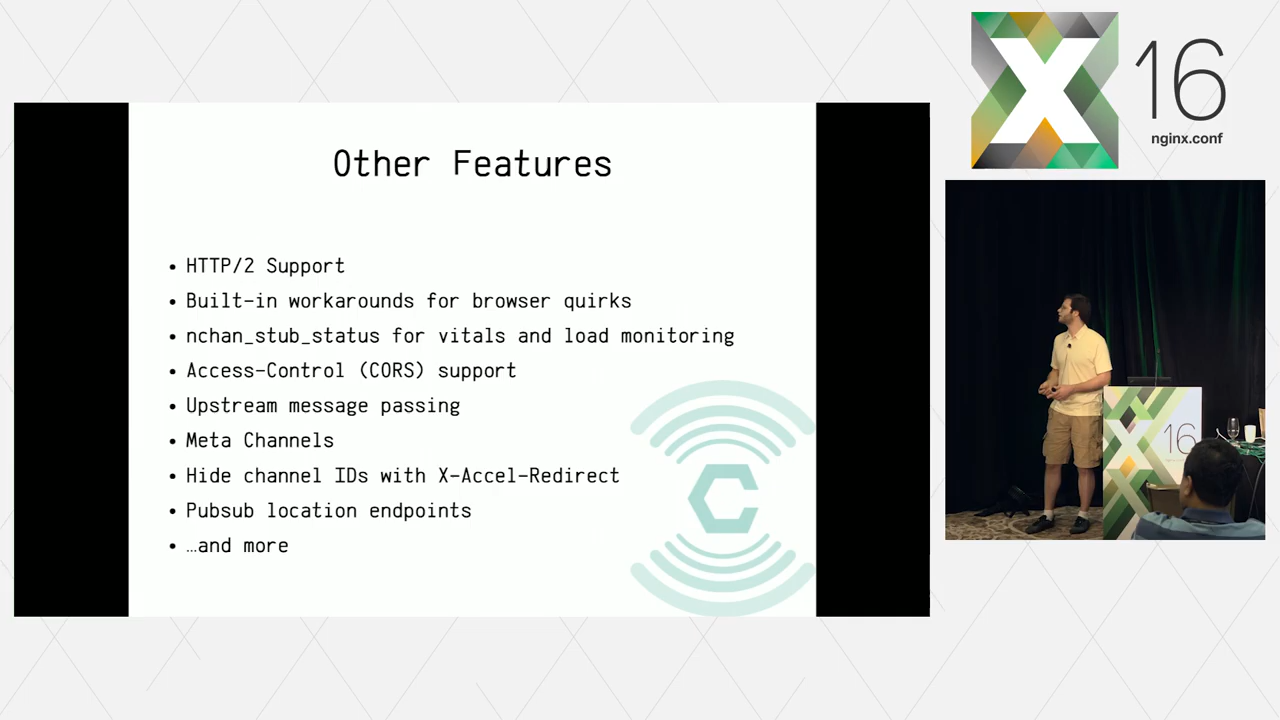 Other Features
• HTTP/2 Support
• Built-in workarounds for browser quirks
• nchan_stub_status for vitals and load monitoring
• Access-Control (CORS) support
• Upstream message passing
• Meta Channels
• Hide channel IDs with X-Accel-Redirect
• Pubsub location endpoints
• …and more
X 16
nginx.conf
X 16